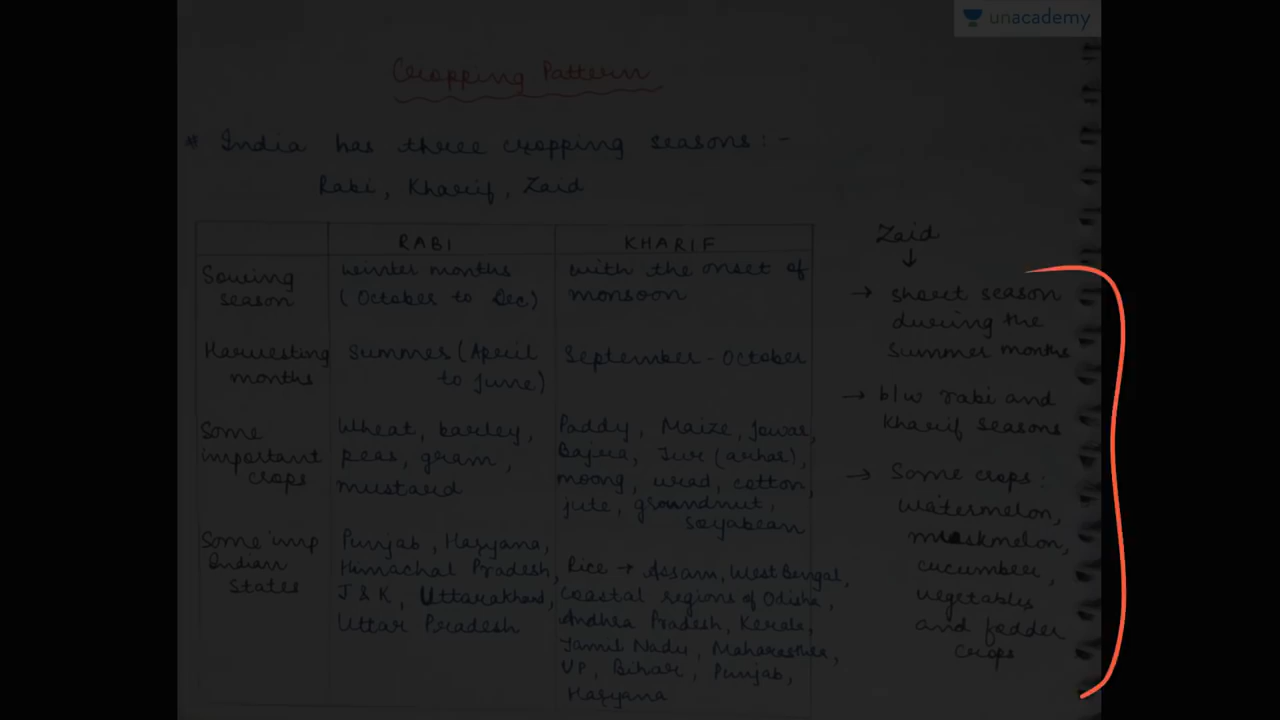 unacademy
Cropping Pattern
* India has three cropping seasons:-
Rabi, Kharif, Zaid
RABI
KHARIF
Sowing season
winter months
(October to Dec)
with the onset of
monsoon
Harvesting
months
Summer (April
to June)
September - October
Some
important
crops
Wheat, barley,
peas, gram,
mustard
Paddy, Maize, Jowar,
Bajra, Tur (arhar),
moong, urad, cotton,
jute, groundnut,
soyabean
Some imp
Indian
States
Punjab, Haryana,
Himachal Pradesh,
J & K, Uttarakhand,
Uttar Pradesh
Rice → Assam, West Bengal,
coastal regions of Odisha,
Andhra Pradesh, Kerela,
Tamil Nadu, Maharashtra,
UP, Bihar, Punjab,
Haryana
Zaid
↓
→ short season
during the
Summer months
→ b/w rabi and
Kharif seasons
→ Some crops:
watermelon,
muskmelon,
cucumber,
vegetables
and fodder
crops